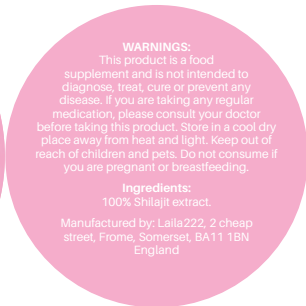 WARNINGS:
This product is a food
supplement and is not intended to
diagnose, treat, cure or prevent any
disease. If you are taking any regular
medication, please consult your doctor
before taking this product. Store in a cool dry
place away from heat and light. Keep out of
reach of children and pets. Do not consume if
you are pregnant or breastfeeding.
Ingredients:
100% Shilajit extract.
Manufactured by: Laila222, 2 cheap
street, Frome, Somerset, BA11 1BN
England